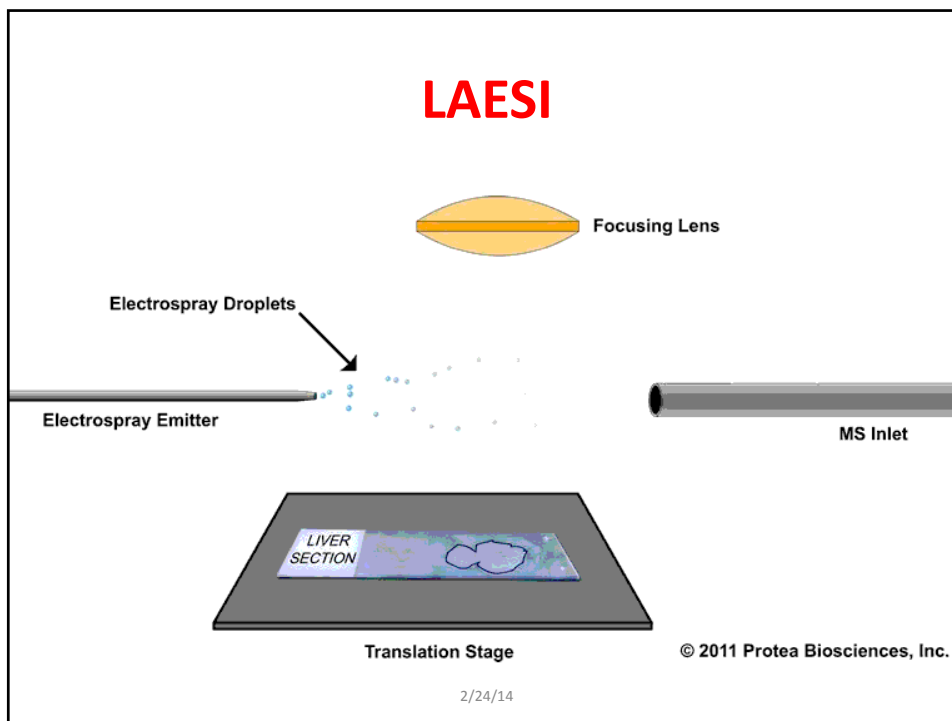 LAESI
Focusing Lens
Electrospray Droplets
Electrospray Emitter
MS Inlet
LIVER
SECTION
Translation Stage
© 2011 Protea Biosciences, Inc.
2/24/14